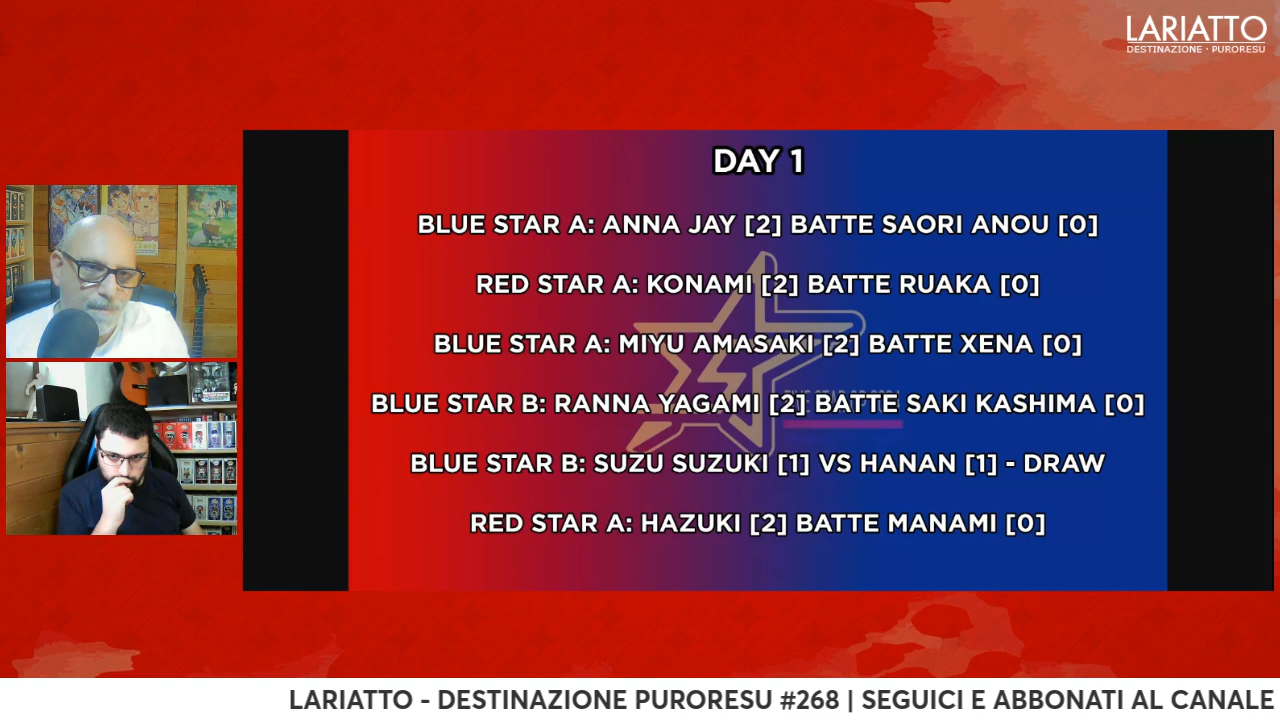 LARIATTO
DESTINAZIONE • PURORESU
DAY 1
BLUE STAR A: ANNA JAY [2] BATTE SAORI ANOU [0]
RED STAR A: KONAMI [2] BATTE RUAKA [0]
BLUE STAR A: MIYU AMASAKI [2] BATTE XENA [0]
BLUE STAR B: RANNA YAGAMI [2] BATTE SAKI KASHIMA [0]
BLUE STAR B: SUZU SUZUKI [1] VS HANAN [1] - DRAW
RED STAR A: HAZUKI [2] BATTE MANAMI [0]
LARIATTO - DESTINAZIONE PURORESU #268 | SEGUICI E ABBONATI AL CANALE